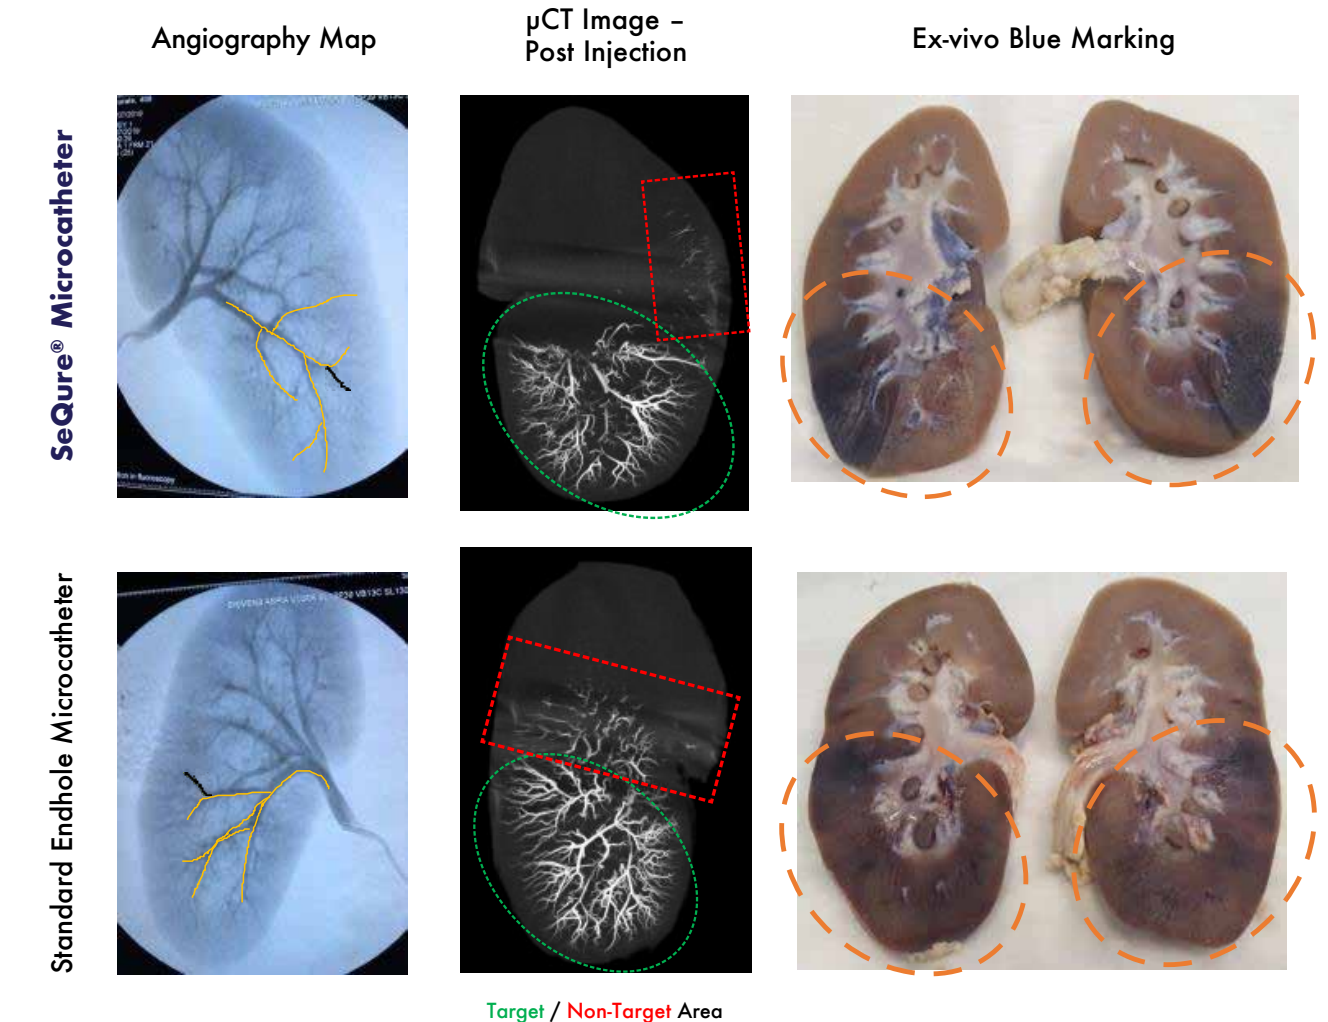 Angiography Map
µCT Image –
Post Injection
Ex-vivo Blue Marking
SeQure® Microcatheter
Standard Endhole Microcatheter
Target / Non-Target Area